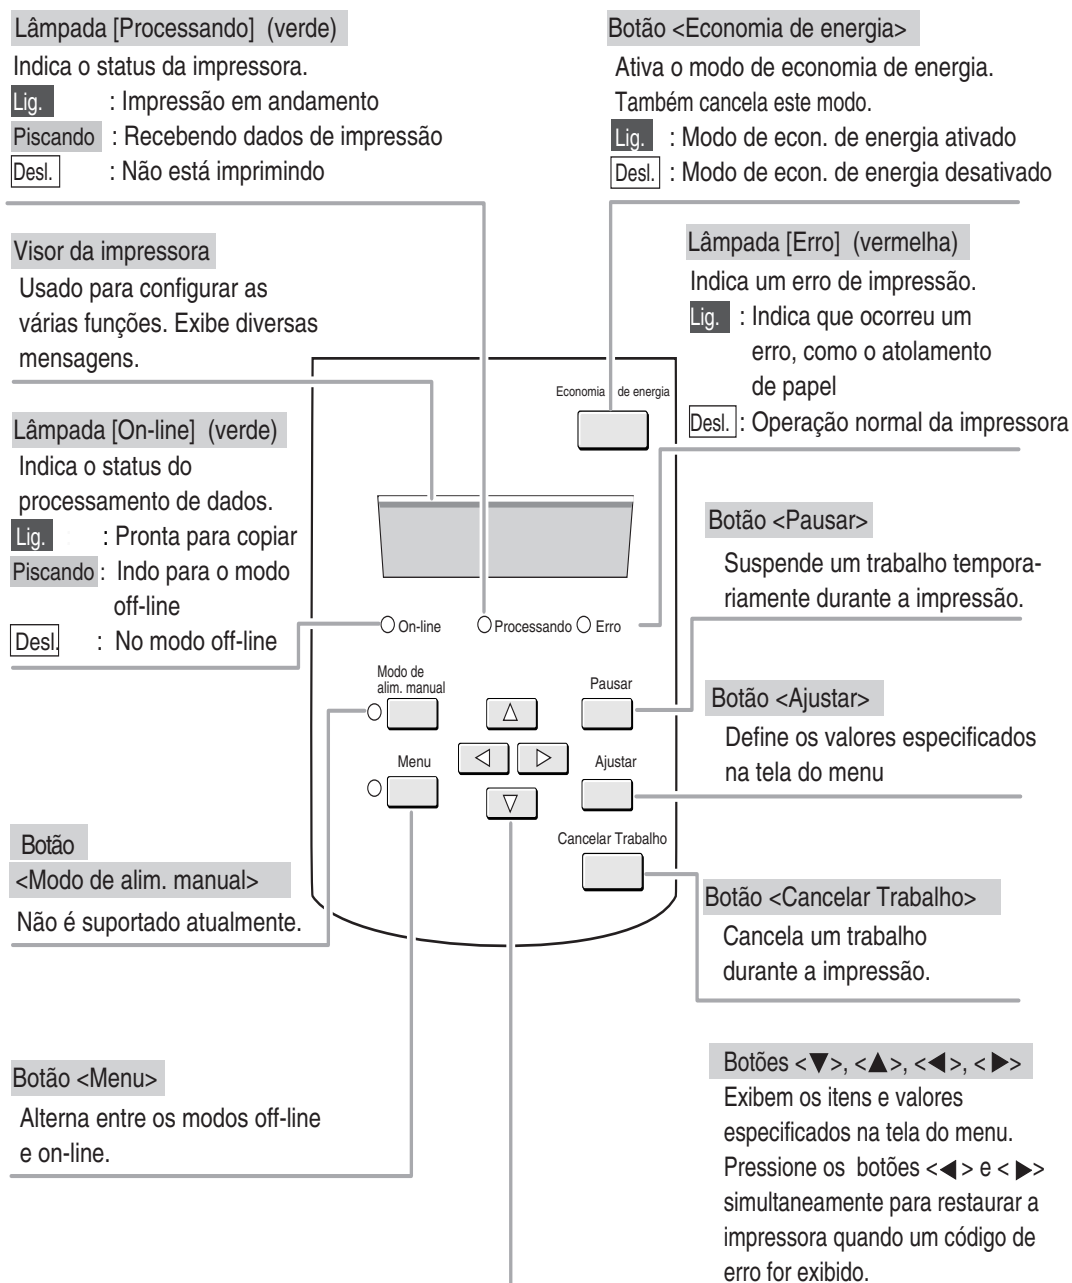 Lâmpada [Processando] (verde)
Indica o status da impressora.
Lig. : Impressão em andamento
Piscando : Recebendo dados de impressão
Desl. : Não está imprimindo
Botão <Economia de energia>
Ativa o modo de economia de energia.
Também cancela este modo.
Lig. : Modo de econ. de energia ativado
Desl. : Modo de econ. de energia desativado
Visor da impressora
Usado para configurar as
várias funções. Exibe diversas
mensagens.
Lâmpada [Erro] (vermelha)
Indica um erro de impressão.
Lig. : Indica que ocorreu um
erro, como o atolamento
de papel
Desl. : Operação normal da impressora
Lâmpada [On-line] (verde)
Indica o status do
processamento de dados.
Lig. : Pronta para copiar
Piscando : Indo para o modo
off-line
Desl. : No modo off-line
Economia de energia
On-line Processando Erro
Modo de
alim. manual
Pausar
Menu
Ajustar
Cancelar Trabalho
Botão <Pausar>
Suspende um trabalho tempora-
riamente durante a impressão.
Botão <Ajustar>
Define os valores especificados
na tela do menu
Botão
<Modo de alim. manual>
Não é suportado atualmente.
Botão <Cancelar Trabalho>
Cancela um trabalho
durante a impressão.
Botão <Menu>
Alterna entre os modos off-line
e on-line.
Botões <▼>, <▲>, <◀>, <▶>
Exibem os itens e valores
especificados na tela do menu.
Pressione os botões <◀> e <▶>
simultaneamente para restaurar a
impressora quando um código de
erro for exibido.